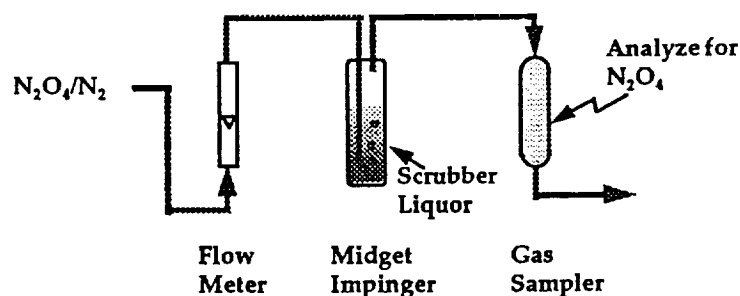 N₂O₄/N₂
Analyze for
N₂O₄
Scrubber
Liquor
Flow
Meter
Midget
Impinger
Gas
Sampler